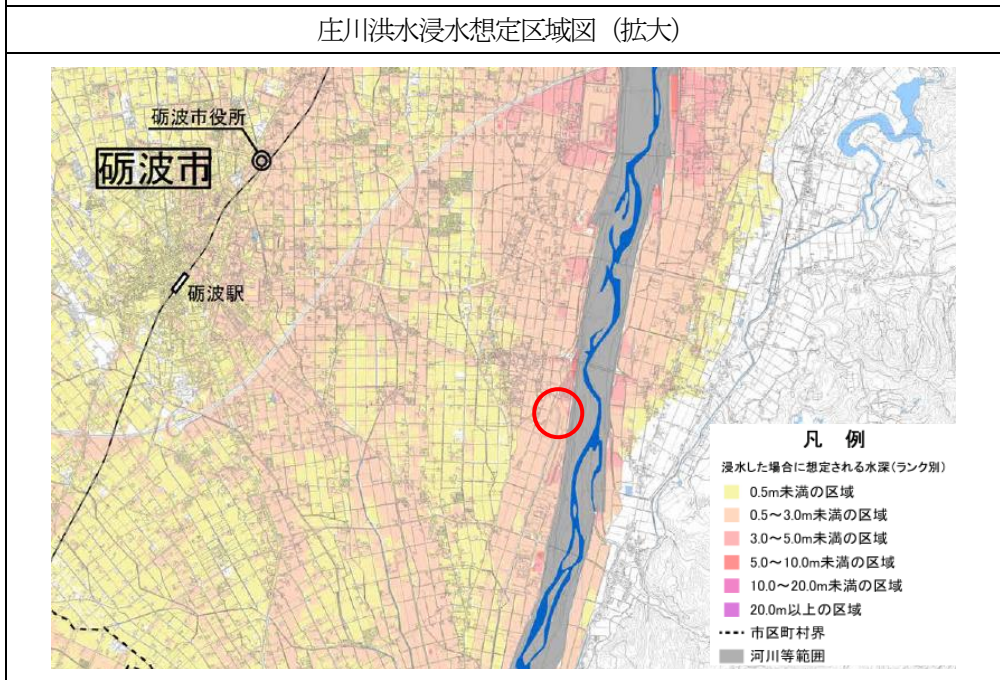 庄川洪水浸水想定区域図（拡大）
砺波市役所
砺波市
砺波駅
凡 例
浸水した場合に想定される水深(ランク別)
0.5m未満の区域
0.5～3.0m未満の区域
3.0～5.0m未満の区域
5.0～10.0m未満の区域
10.0～20.0m未満の区域
20.0m以上の区域
市区町村界
河川等範囲